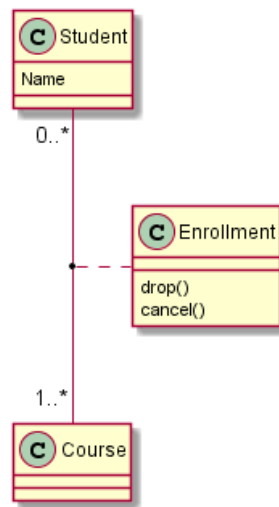 C Student
Name
0..*
C Enrollment
drop()
cancel()
1..*
C Course